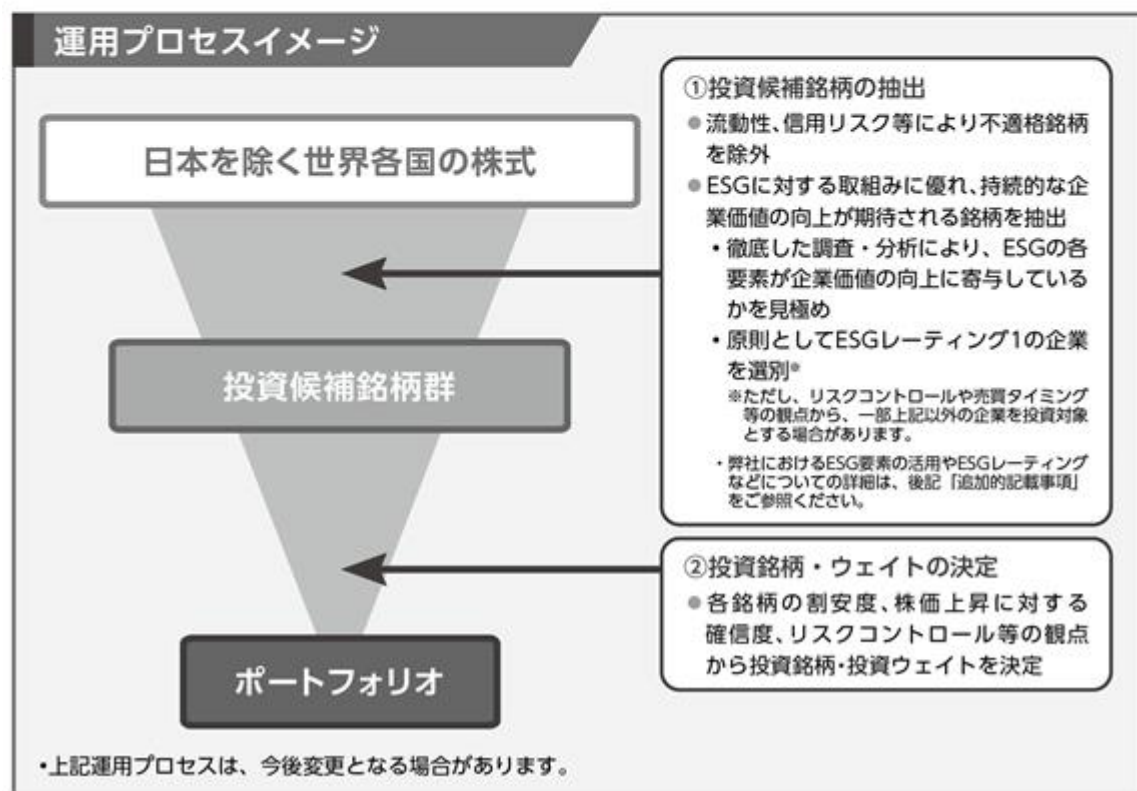 運用プロセスイメージ
日本を除く世界各国の株式
投資候補銘柄群
ポートフォリオ
①投資候補銘柄の抽出
●流動性、信用リスク等により不適格銘柄
を除外
●ESGに対する取組みに優れ、持続的な企
業価値の向上が期待される銘柄を抽出
・徹底した調査・分析により、ESGの各
要素が企業価値の向上に寄与している
かを見極め
・原則としてESGレーティング1の企業
を選別※
※ただし、リスクコントロールや売買タイミング
等の観点から、一部上記以外の企業を投資対象
とする場合があります。
・弊社におけるESG要素の活用やESGレーティング
などについての詳細は、後記「追加的記載事項」
をご参照ください。
②投資銘柄・ウェイトの決定
●各銘柄の割安度、株価上昇に対する
確信度、リスクコントロール等の観点
から投資銘柄・投資ウェイトを決定
•上記運用プロセスは、今後変更となる場合があります。